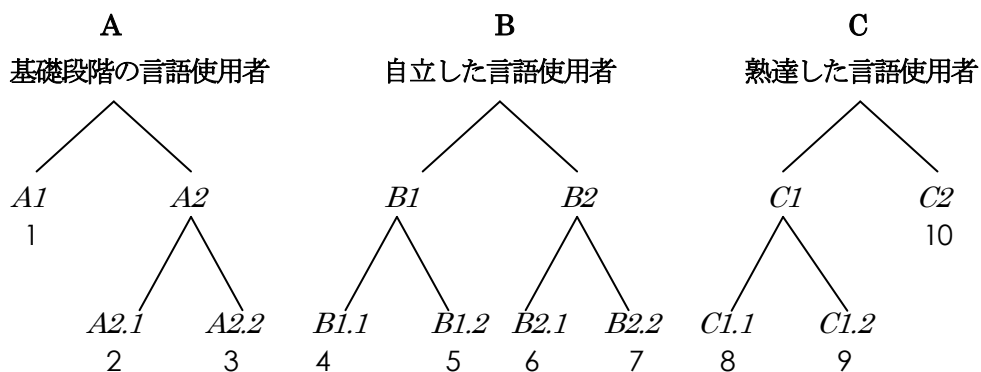 A B C
基礎段階の言語使用者 自立した言語使用者 熟達した言語使用者
A1 A2 B1 B2 C1 C2
1 10
A2.1 A2.2 B1.1 B1.2 B2.1 B2.2 C1.1 C1.2
2 3 4 5 6 7 8 9